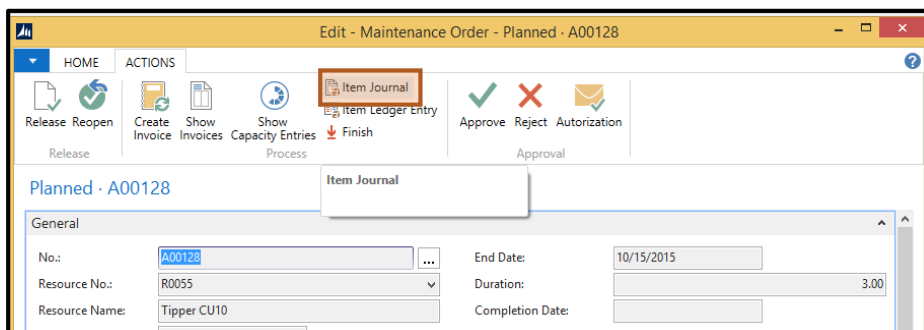 Edit - Maintenance Order - Planned · A00128
HOME ACTIONS
Release Reopen
Create Invoice
Show Invoices
Show Capacity Entries
Item Journal
Item Ledger Entry
Finish
Approve Reject Autorization
Release Process Approval
Item Journal
Planned · A00128
General
No.: A00128 ... End Date: 10/15/2015
Resource No.: R0055 Duration: 3.00
Resource Name: Tipper CU10 Completion Date: